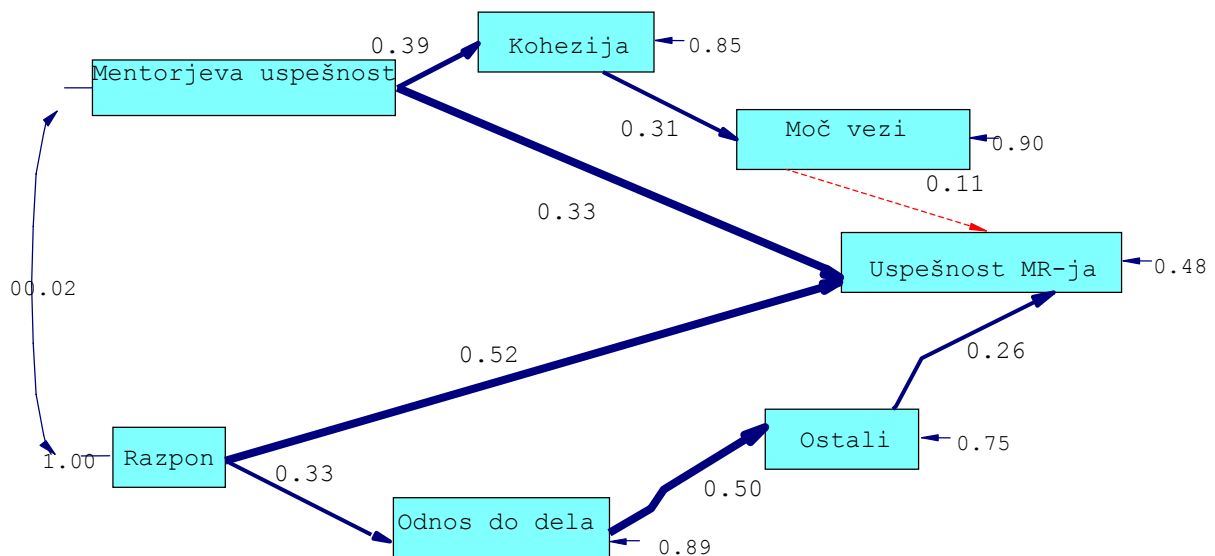 0.39
Kohezija
0.85
Mentorjeva uspešnost
0.31
Moč vezi
0.90
0.11
0.33
Uspešnost MR-ja
0.48
00.02
0.52
0.26
Ostali
0.75
1.00
Razpon
0.33
0.50
Odnos do dela
0.89